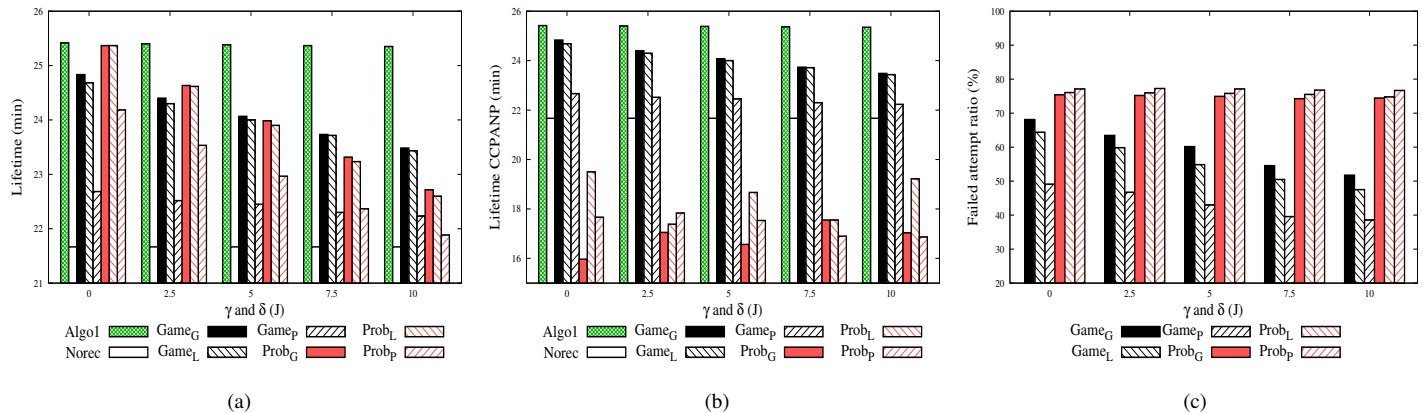 26
25
24
23
22
21
Lifetime (min)
0 2.5 5 7.5 10
γ and δ (J)
Algo1 Game_G Game_P Prob_L
Norec Game_L Prob_G Prob_P
(a)
26
24
22
20
18
16
Lifetime CCPANP (min)
0 2.5 5 7.5 10
γ and δ (J)
Algo1 Game_G Game_P Prob_L
Norec Game_L Prob_G Prob_P
(b)
100
90
80
70
60
50
40
30
20
Failed attempt ratio (%)
0 2.5 5 7.5 10
γ and δ (J)
Game_G Game_P Prob_L
Game_L Prob_G Prob_P
(c)